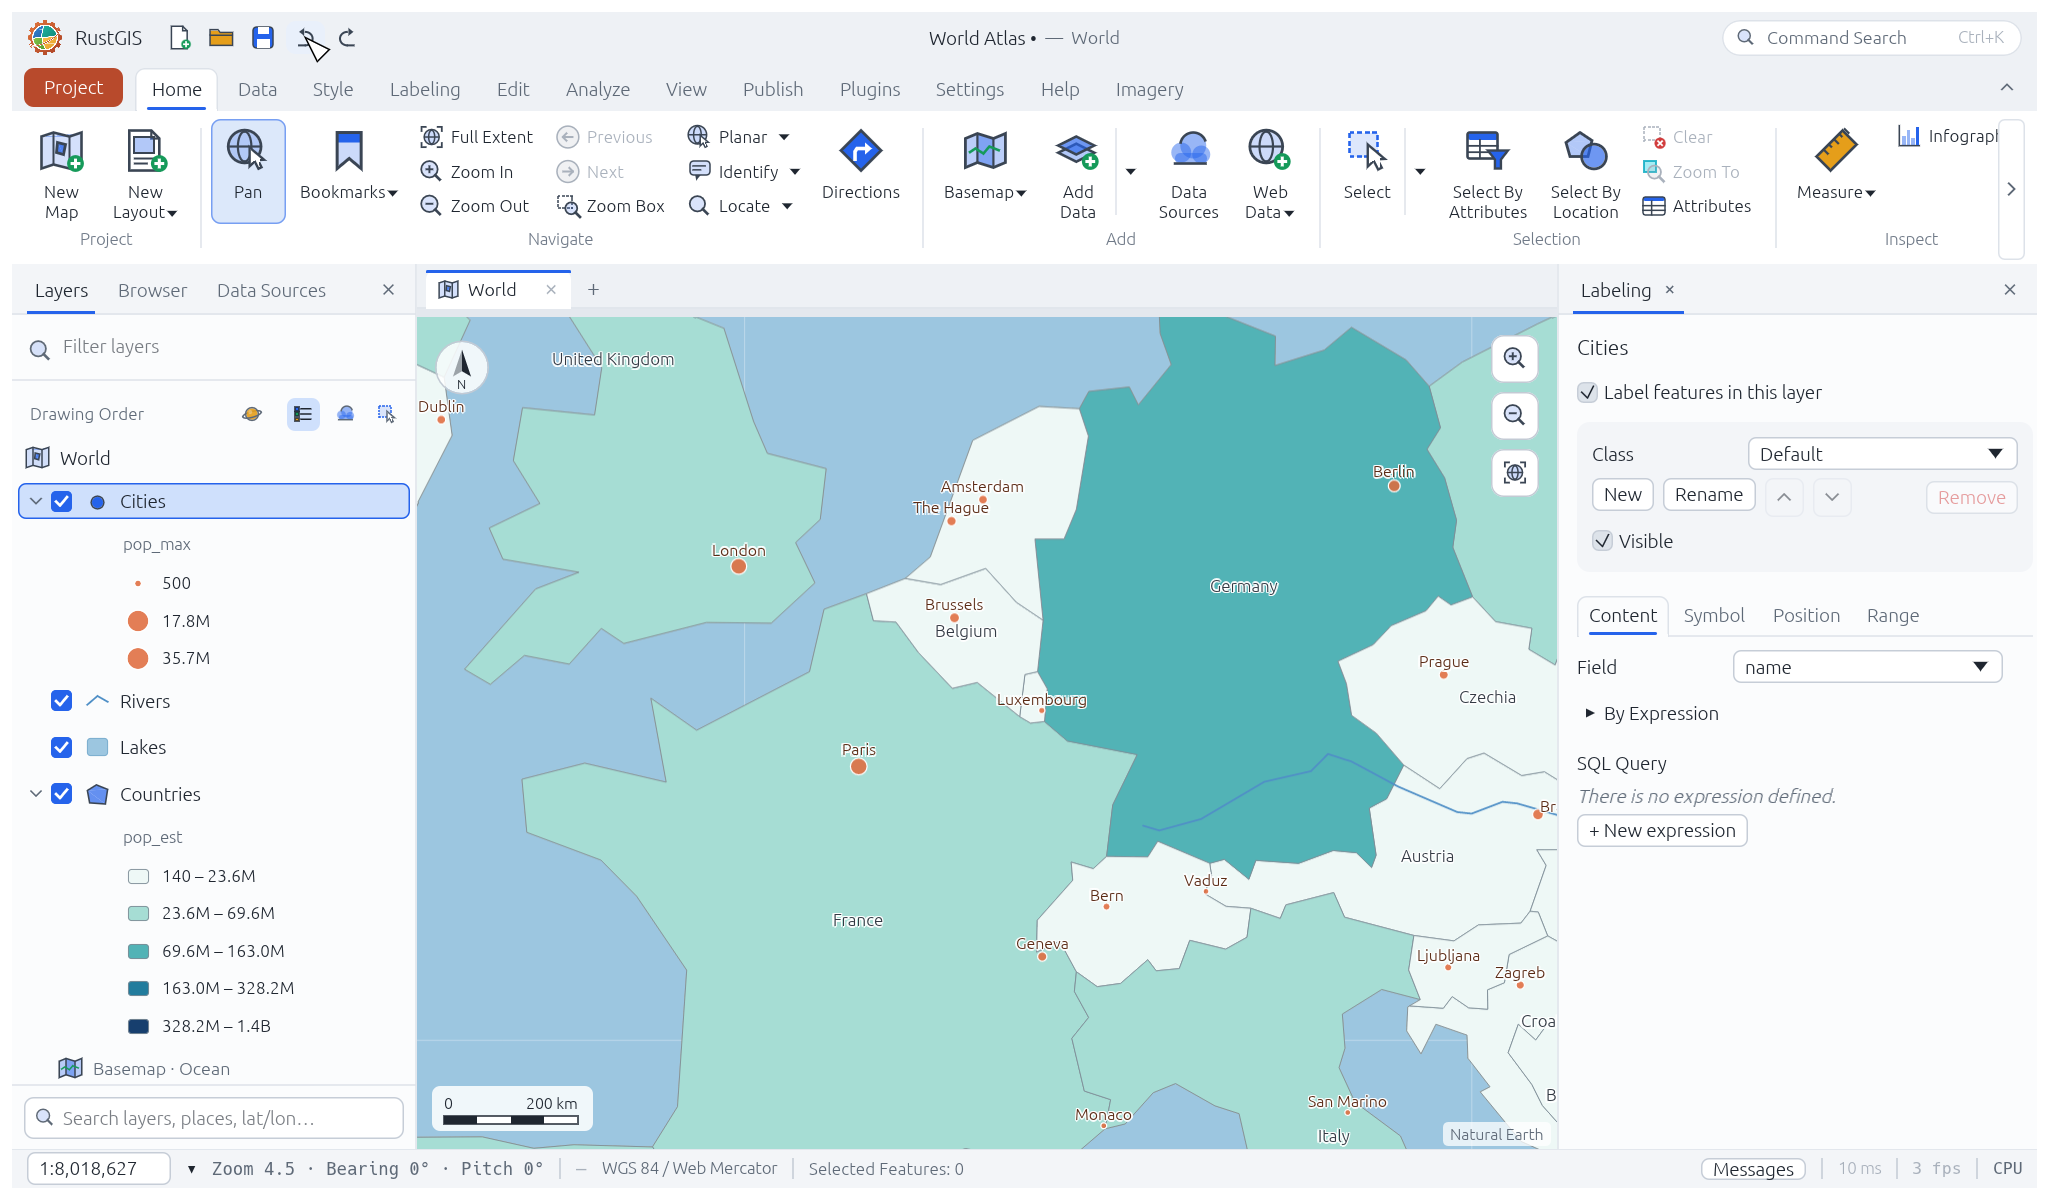 RustGIS
World Atlas • — World
Command Search Ctrl+K
Project Home Data Style Labeling Edit Analyze View Publish Plugins Settings Help Imagery
New Map
New Layout
Project
Pan
Bookmarks
Full Extent
Zoom In
Zoom Out
Previous
Next
Zoom Box
Planar
Identify
Locate
Directions
Navigate
Basemap
Add Data
Data Sources
Web Data
Add
Select
Select By Attributes
Select By Location
Clear
Zoom To
Attributes
Selection
Measure
Infograph
Inspect
Layers Browser Data Sources
Filter layers
Drawing Order
World
Cities
pop_max
500
17.8M
35.7M
Rivers
Lakes
Countries
pop_est
140 – 23.6M
23.6M – 69.6M
69.6M – 163.0M
163.0M – 328.2M
328.2M – 1.4B
Basemap · Ocean
Search layers, places, lat/lon…
World
United Kingdom
N
Dublin
Berlin
Amsterdam
The Hague
London
Germany
Brussels
Belgium
Prague
Czechia
Luxembourg
Paris
Br
Austria
Vaduz
Bern
France
Geneva
Ljubljana
Zagreb
Croa
B
San Marino
Monaco
Italy
0 200 km
Natural Earth
Labeling
Cities
Label features in this layer
Class Default
New Rename Remove
Visible
Content Symbol Position Range
Field name
By Expression
SQL Query
There is no expression defined.
+ New expression
1:8,018,627 Zoom 4.5 · Bearing 0° · Pitch 0° — WGS 84 / Web Mercator Selected Features: 0
Messages 10 ms 3 fps CPU